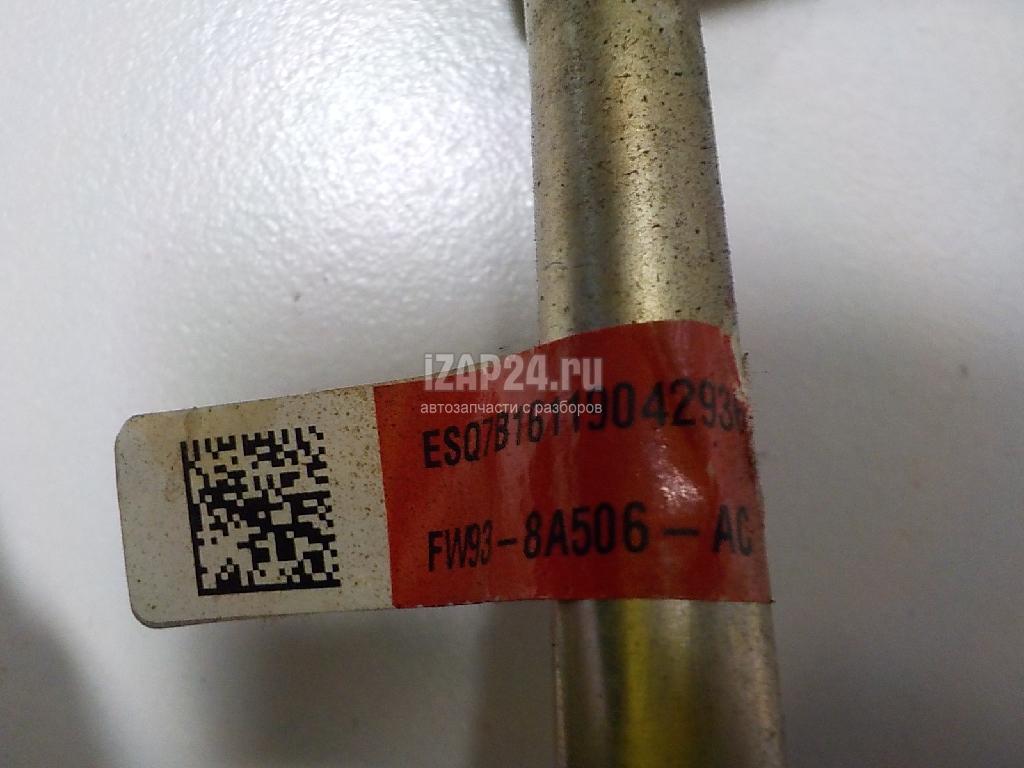 iZAP24.ru
автозапчасти с разборов
FW93-8A506-AC